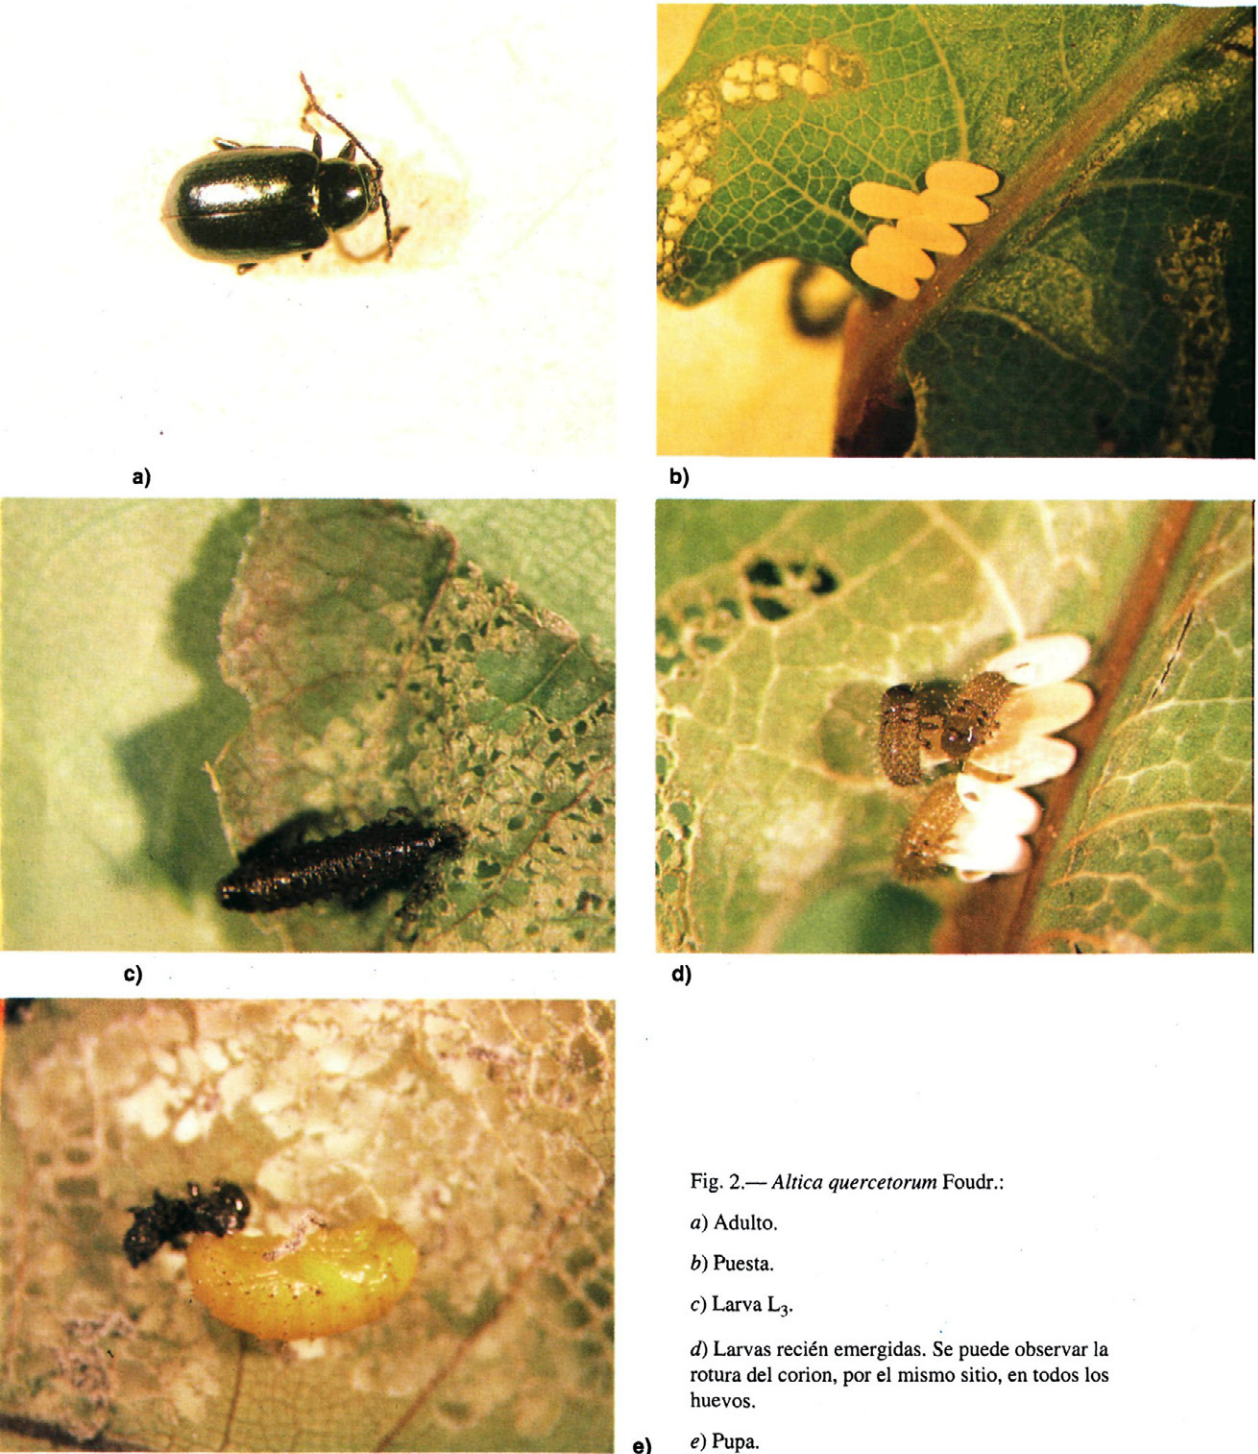 a)
b)
c)
d)
e)
Fig. 2.— Altica quercetorum Foudr.:
a) Adulto.
b) Puesta.
c) Larva L3.
d) Larvas recién emergidas. Se puede observar la
rotura del corion, por el mismo sitio, en todos los
huevos.
e) Pupa.